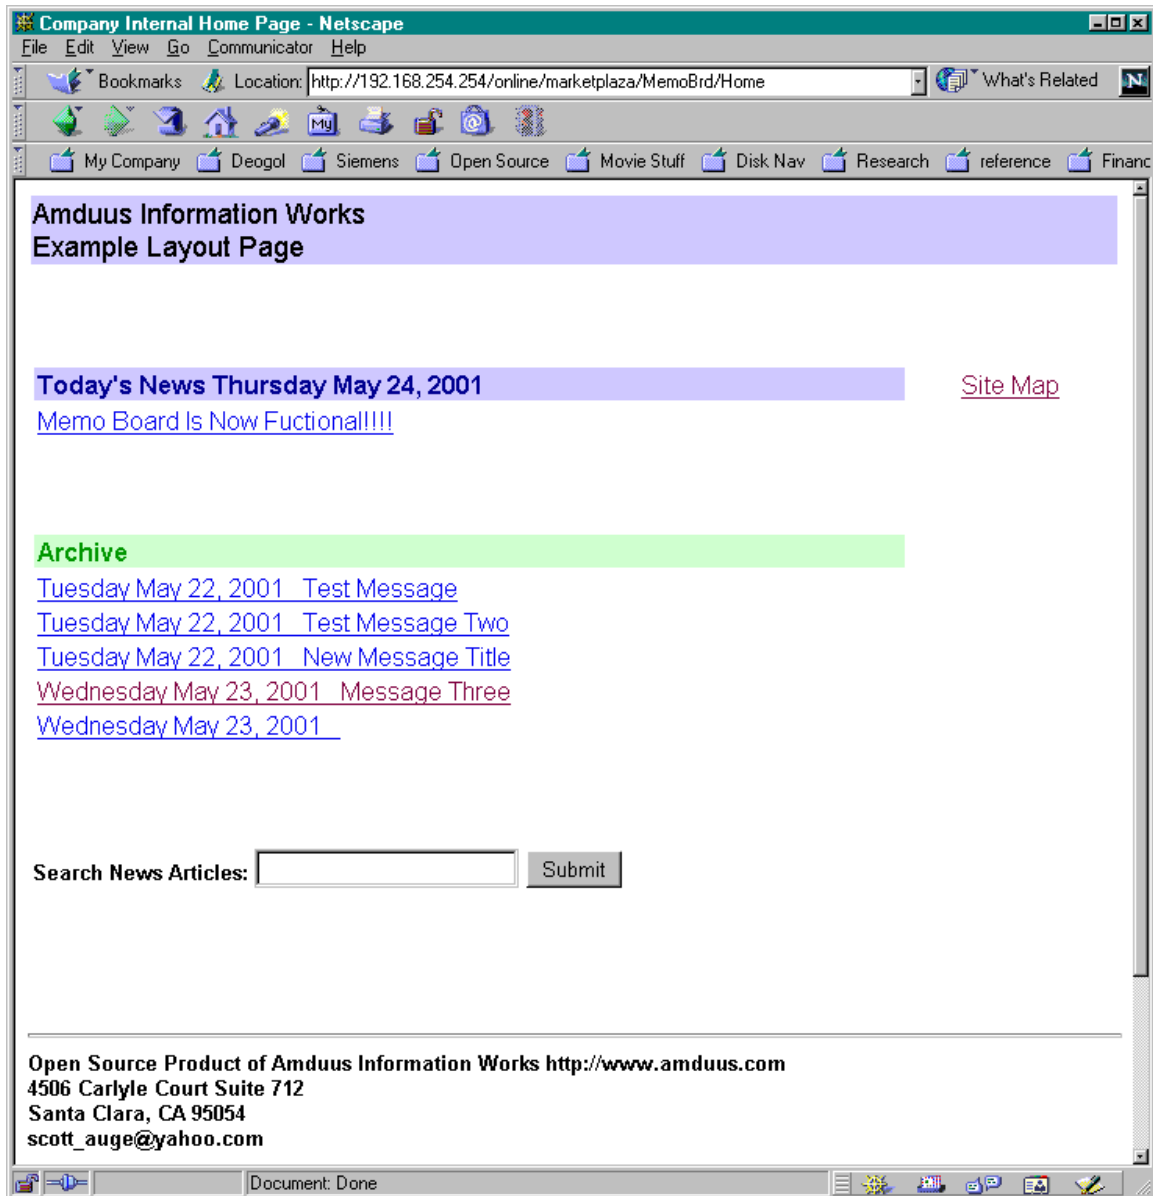 Company Internal Home Page - Netscape
File Edit View Go Communicator Help
Bookmarks Location: http://192.168.254.254/online/marketplaza/MemoBrd/Home What's Related N
My
My Company Deogol Siemens Open Source Movie Stuff Disk Nav Research reference Financ
Amduus Information Works
Example Layout Page
Today's News Thursday May 24, 2001 Site Map
Memo Board Is Now Fuctional!!!!
Archive
Tuesday May 22, 2001 Test Message
Tuesday May 22, 2001 Test Message Two
Tuesday May 22, 2001 New Message Title
Wednesday May 23, 2001 Message Three
Wednesday May 23, 2001
Search News Articles: Submit
Open Source Product of Amduus Information Works http://www.amduus.com
4506 Carlyle Court Suite 712
Santa Clara, CA 95054
scott_auge@yahoo.com
Document: Done